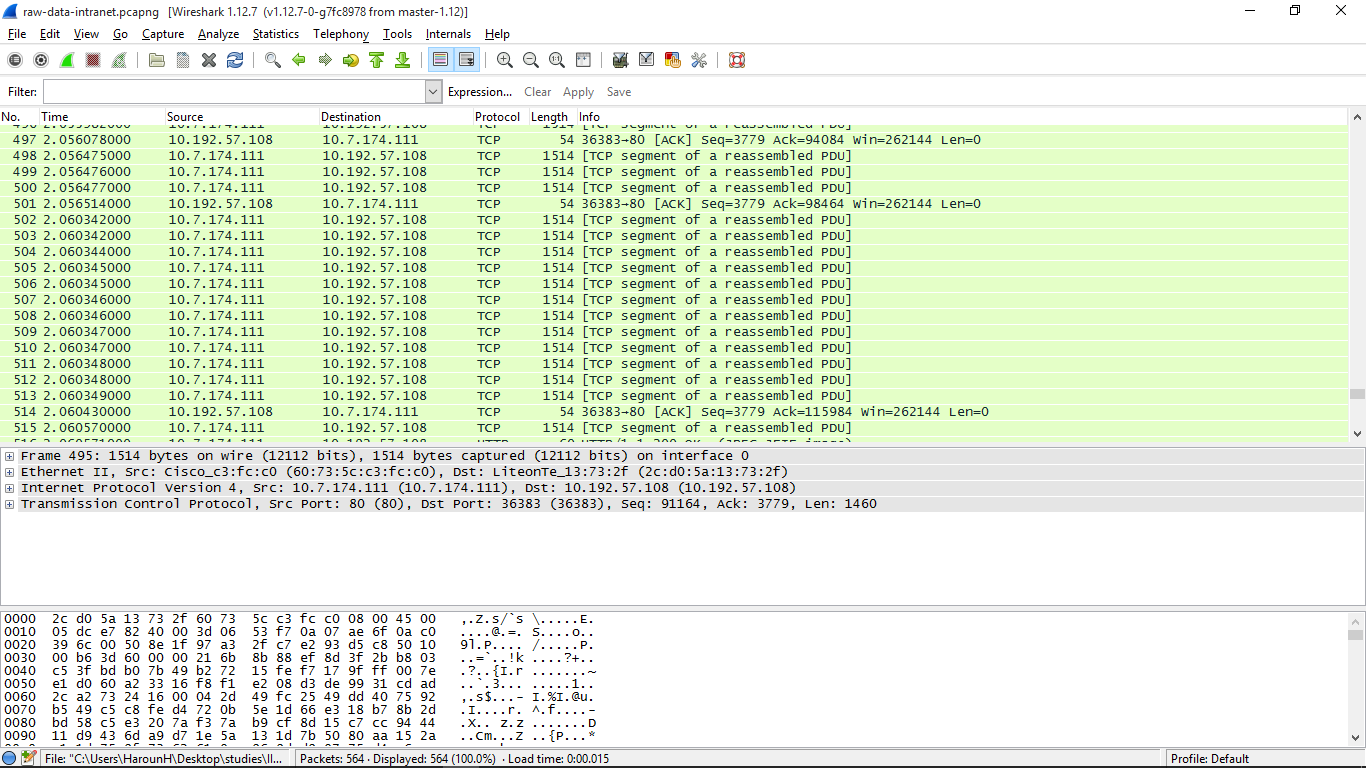 raw-data-intranet.pcapng [Wireshark 1.12.7 (v1.12.7-0-g7fc8978 from master-1.12)]
File Edit View Go Capture Analyze Statistics Telephony Tools Internals Help
Filter: Expression... Clear Apply Save
No. Time Source Destination Protocol Length Info
497 2.056078000 10.192.57.108 10.7.174.111 TCP 54 36383→80 [ACK] Seq=3779 Ack=94084 Win=262144 Len=0
498 2.056475000 10.7.174.111 10.192.57.108 TCP 1514 [TCP segment of a reassembled PDU]
499 2.056476000 10.7.174.111 10.192.57.108 TCP 1514 [TCP segment of a reassembled PDU]
500 2.056477000 10.7.174.111 10.192.57.108 TCP 1514 [TCP segment of a reassembled PDU]
501 2.056514000 10.192.57.108 10.7.174.111 TCP 54 36383→80 [ACK] Seq=3779 Ack=98464 Win=262144 Len=0
502 2.060342000 10.7.174.111 10.192.57.108 TCP 1514 [TCP segment of a reassembled PDU]
503 2.060342000 10.7.174.111 10.192.57.108 TCP 1514 [TCP segment of a reassembled PDU]
504 2.060344000 10.7.174.111 10.192.57.108 TCP 1514 [TCP segment of a reassembled PDU]
505 2.060345000 10.7.174.111 10.192.57.108 TCP 1514 [TCP segment of a reassembled PDU]
506 2.060345000 10.7.174.111 10.192.57.108 TCP 1514 [TCP segment of a reassembled PDU]
507 2.060346000 10.7.174.111 10.192.57.108 TCP 1514 [TCP segment of a reassembled PDU]
508 2.060346000 10.7.174.111 10.192.57.108 TCP 1514 [TCP segment of a reassembled PDU]
509 2.060347000 10.7.174.111 10.192.57.108 TCP 1514 [TCP segment of a reassembled PDU]
510 2.060347000 10.7.174.111 10.192.57.108 TCP 1514 [TCP segment of a reassembled PDU]
511 2.060348000 10.7.174.111 10.192.57.108 TCP 1514 [TCP segment of a reassembled PDU]
512 2.060348000 10.7.174.111 10.192.57.108 TCP 1514 [TCP segment of a reassembled PDU]
513 2.060349000 10.7.174.111 10.192.57.108 TCP 1514 [TCP segment of a reassembled PDU]
514 2.060430000 10.192.57.108 10.7.174.111 TCP 54 36383→80 [ACK] Seq=3779 Ack=115984 Win=262144 Len=0
515 2.060570000 10.7.174.111 10.192.57.108 TCP 1514 [TCP segment of a reassembled PDU]
Frame 495: 1514 bytes on wire (12112 bits), 1514 bytes captured (12112 bits) on interface 0
Ethernet II, Src: Cisco_c3:fc:c0 (60:73:5c:c3:fc:c0), Dst: LiteonTe_13:73:2f (2c:d0:5a:13:73:2f)
Internet Protocol Version 4, Src: 10.7.174.111 (10.7.174.111), Dst: 10.192.57.108 (10.192.57.108)
Transmission Control Protocol, Src Port: 80 (80), Dst Port: 36383 (36383), Seq: 91164, Ack: 3779, Len: 1460
0000 2c d0 5a 13 73 2f 60 73 5c c3 fc c0 08 00 45 00 ,.Z.s/`s \.....E.
0010 05 dc e7 82 40 00 3d 06 53 f7 0a 07 ae 6f 0a c0 ....@.=. S....o..
0020 39 6c 00 50 8e 1f 97 a3 2f c7 e2 93 d5 c8 50 10 9l.P.... /.....P.
0030 00 b6 3d 60 00 00 21 6b 8b 88 ef 8d 3f 2b b8 03 ..=`..!k ....?+..
0040 c5 3f bd b0 7b 49 b2 72 15 fe f7 17 9f ff 00 7e .?..{I.r .......~
0050 e1 d0 60 a2 33 16 f8 f1 e2 08 d3 de 99 31 cd ad ..`.3... .....1..
0060 2c a2 73 24 16 00 04 2d 49 fc 25 49 dd 40 75 92 ,.s$...- I.%I.@u.
0070 b5 49 c5 c8 fe d4 72 0b 5e 1d 66 e3 18 b7 8b 2d .I....r. ^.f....-
0080 bd 58 c5 e3 20 7a f3 7a b9 cf 8d 15 c7 cc 94 44 .X.. z.z .......D
0090 11 d9 43 6d a9 d7 1e 5a 13 1d 7b 50 80 aa 15 2a ..Cm...Z ..{P...*
File: "C:\Users\HarounH\Desktop\studies\II... Packets: 564 · Displayed: 564 (100.0%) · Load time: 0:00.015 Profile: Default